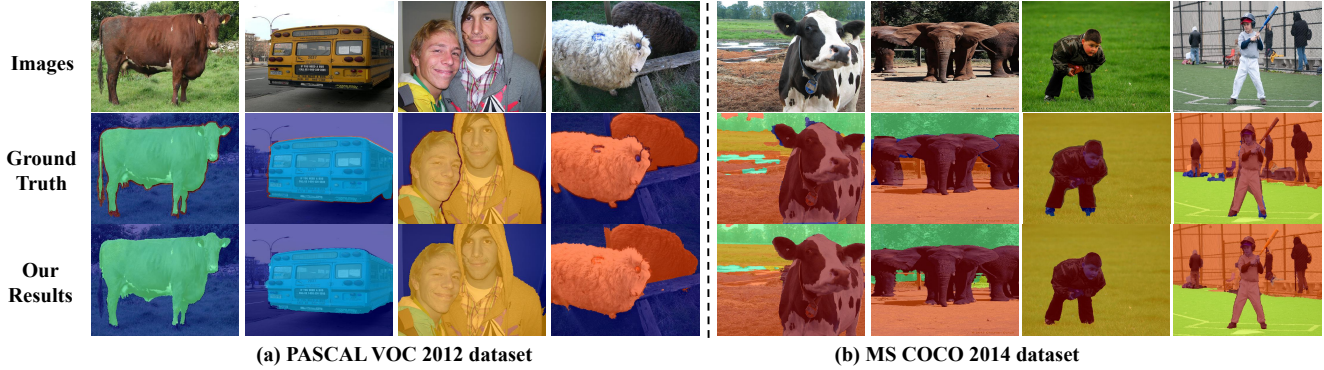 Images
Ground
Truth
Our
Results
(a) PASCAL VOC 2012 dataset
(b) MS COCO 2014 dataset